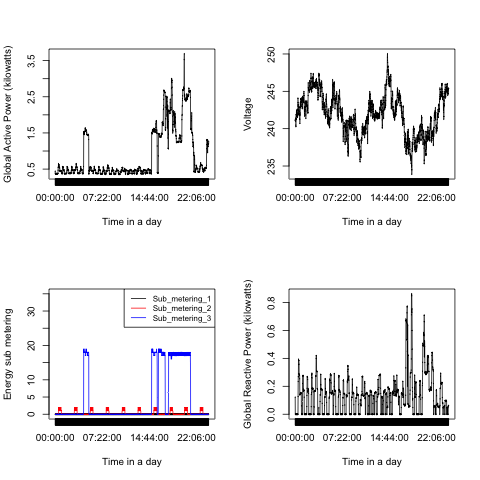 Global Active Power (kilowatts)
3.5
2.5
1.5
0.5
00:00:00 07:22:00 14:44:00 22:06:00
Time in a day
Voltage
250
245
240
235
00:00:00 07:22:00 14:44:00 22:06:00
Time in a day
Energy sub metering
30
20
10
5
0
Sub_metering_1
Sub_metering_2
Sub_metering_3
00:00:00 07:22:00 14:44:00 22:06:00
Time in a day
Global Reactive Power (kilowatts)
0.8
0.6
0.4
0.2
0.0
00:00:00 07:22:00 14:44:00 22:06:00
Time in a day